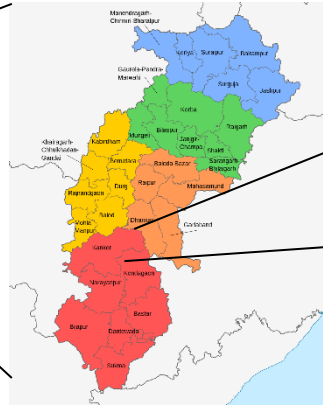 Manendragarh-
Chirmiri Bharatpur
Koriya
Surajpur
Balrampur
Gaurela-Pendra-
Marwahi
Surguja
Jashpur
Korba
Khairagarh-
Chhuikhadan-
Gandai
Kabirdham
Mungeli
Bilaspur
Janjgir-
Champa
Raigarh
Shakti
Sarangarh-
Bilaigarh
Bemetara
Baloda Bazar
Rajnandgaon
Durg
Raipur
Mahasamund
Balod
Dhamtari
Gariaband
Mohla
Manpur
Kanker
Kondagaon
Narayanpur
Bastar
Bijapur
Dantewada
Sukma